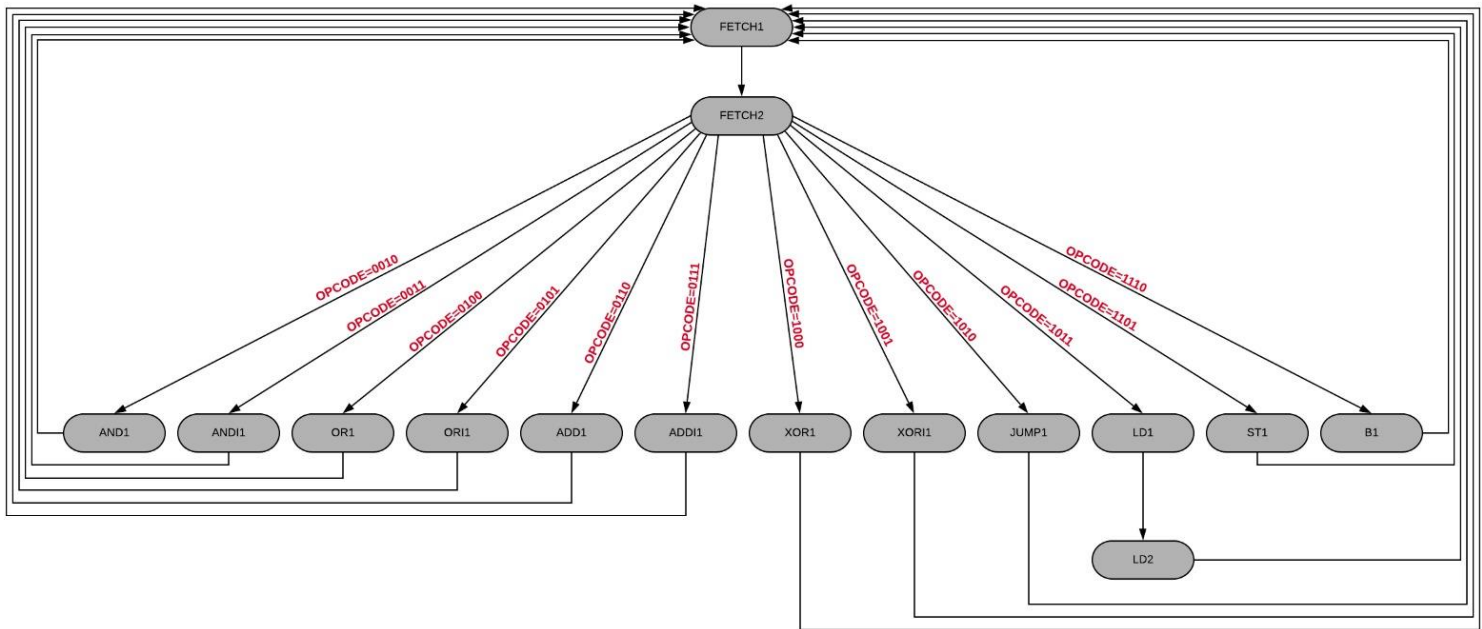 FETCH1
FETCH2
OPCODE=0010
OPCODE=0011
OPCODE=0100
OPCODE=0101
OPCODE=0110
OPCODE=0111
OPCODE=1000
OPCODE=1001
OPCODE=1010
OPCODE=1011
OPCODE=1101
OPCODE=1110
AND1
ANDI1
OR1
ORI1
ADD1
ADDI1
XOR1
XORI1
JUMP1
LD1
ST1
B1
LD2